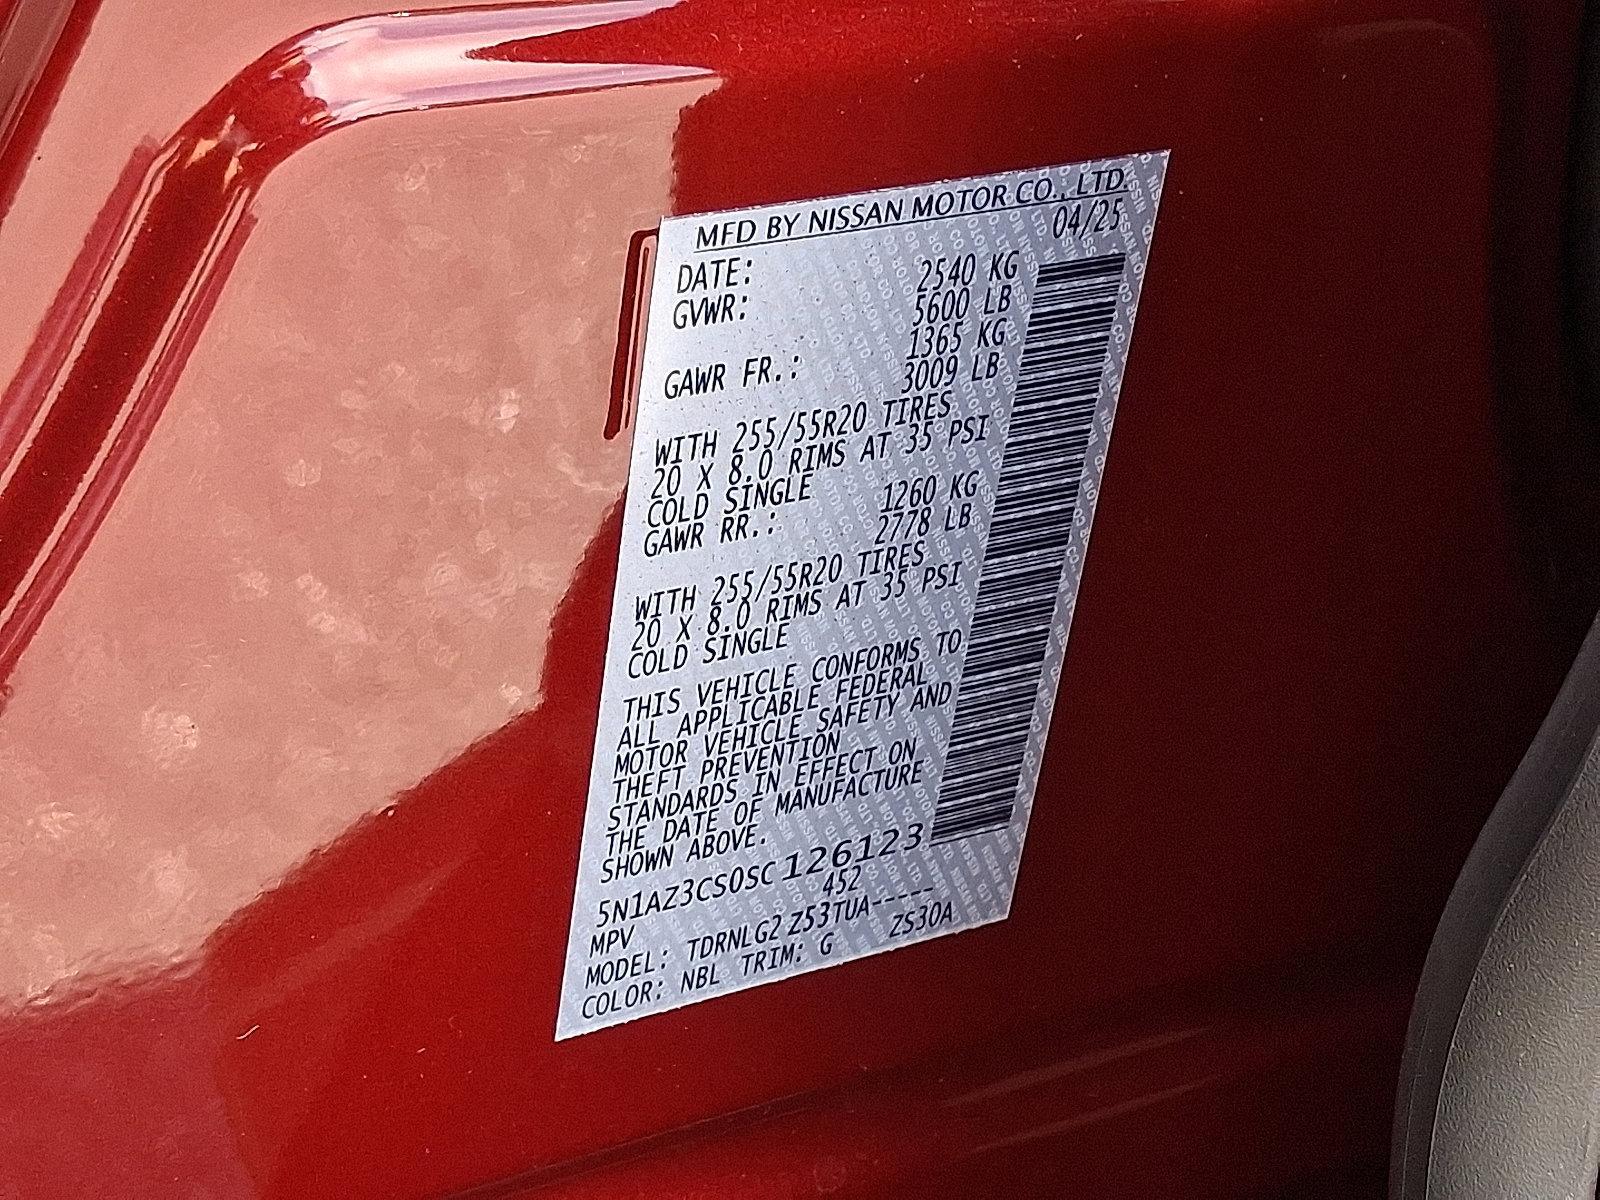 MFD BY NISSAN MOTOR CO., LTD.
DATE: 04/25
GVWR: 2540 KG
5600 LB
GAWR FR.: 1365 KG
3009 LB
WITH 255/55R20 TIRES
20 X 8.0 RIMS AT 35 PSI
COLD SINGLE
GAWR RR.: 1260 KG
2778 LB
WITH 255/55R20 TIRES
20 X 8.0 RIMS AT 35 PSI
COLD SINGLE
THIS VEHICLE CONFORMS TO
ALL APPLICABLE FEDERAL
MOTOR VEHICLE SAFETY AND
THEFT PREVENTION
STANDARDS IN EFFECT ON
THE DATE OF MANUFACTURE
SHOWN ABOVE.
5N1AZ3CS0SC126123
MPV 452
MODEL: TDRNLG2 Z53TUA-----
COLOR: NBL TRIM: G ZS30A